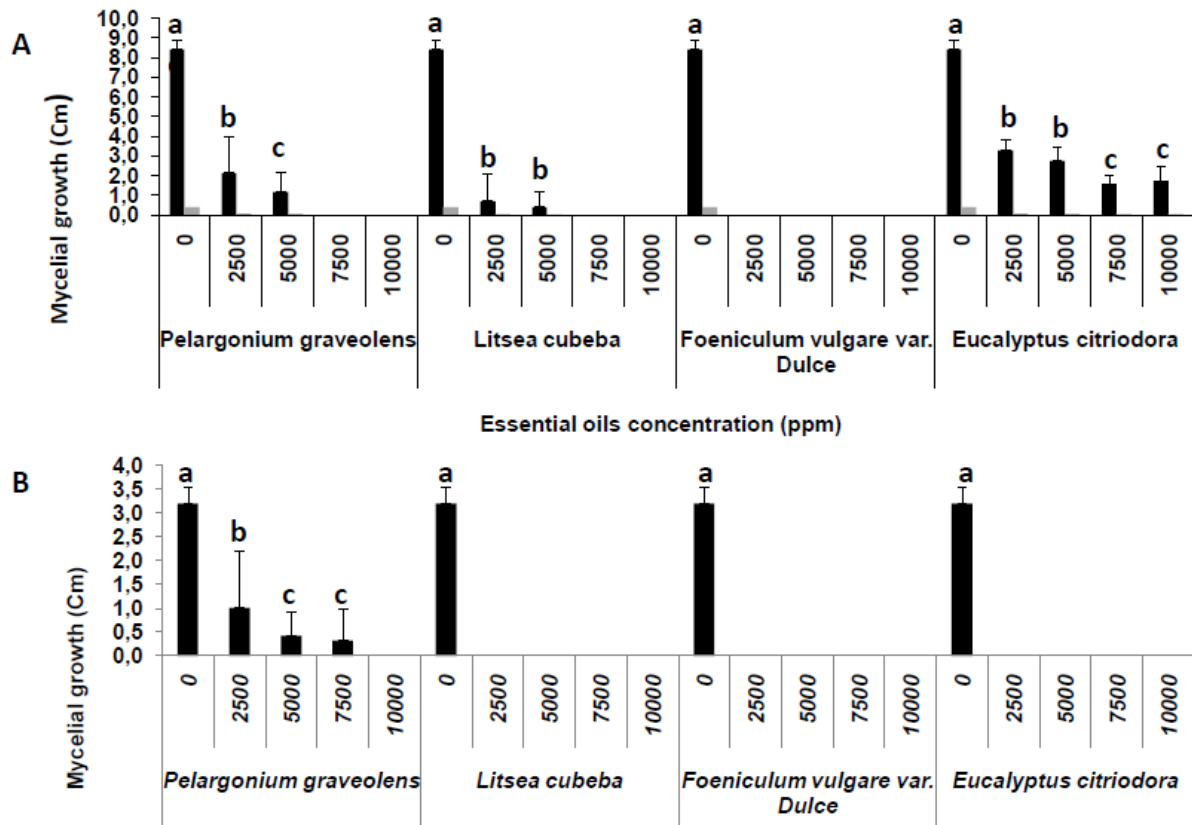 A
Mycelial growth (Cm)
10,0
9,0
8,0
7,0
6,0
5,0
4,0
3,0
2,0
1,0
0,0
a
b
c
a
b
b
a
a
b
b
c
c
0
2500
5000
7500
10000
0
2500
5000
7500
10000
0
2500
5000
7500
10000
0
2500
5000
7500
10000
Pelargonium graveolens
Litsea cubeba
Foeniculum vulgare var.
Dulce
Eucalyptus citriodora
Essential oils concentration (ppm)
B
Mycelial growth (Cm)
4,0
3,5
3,0
2,5
2,0
1,5
1,0
0,5
0,0
a
b
c
c
a
a
a
0
2500
5000
7500
10000
0
2500
5000
7500
10000
0
2500
5000
7500
10000
0
2500
5000
7500
10000
Pelargonium graveolens
Litsea cubeba
Foeniculum vulgare var.
Dulce
Eucalyptus citriodora